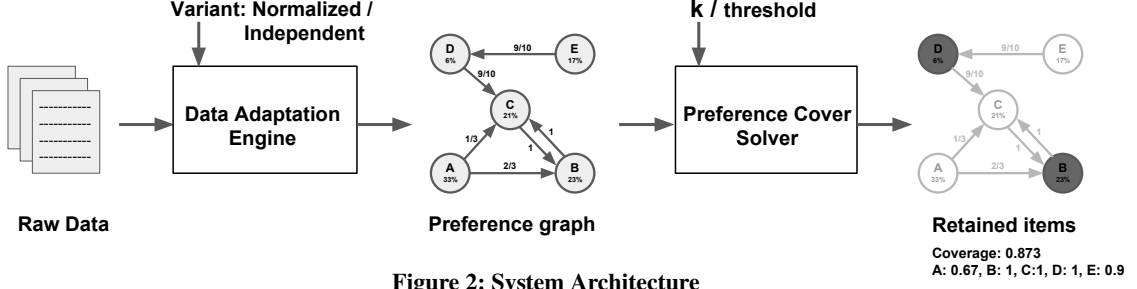 Variant: Normalized /
Independent
k / threshold
Data Adaptation
Engine
D
6%
9/10
E
17%
9/10
C
21%
1/3
1
1
A
33%
2/3
B
23%
Preference Cover
Solver
D
6%
9/10
E
17%
9/10
C
21%
1/3
1
1
A
33%
2/3
B
23%
Raw Data
Preference graph
Retained items
Coverage: 0.873
A: 0.67, B: 1, C:1, D: 1, E: 0.9
Figure 2: System Architecture